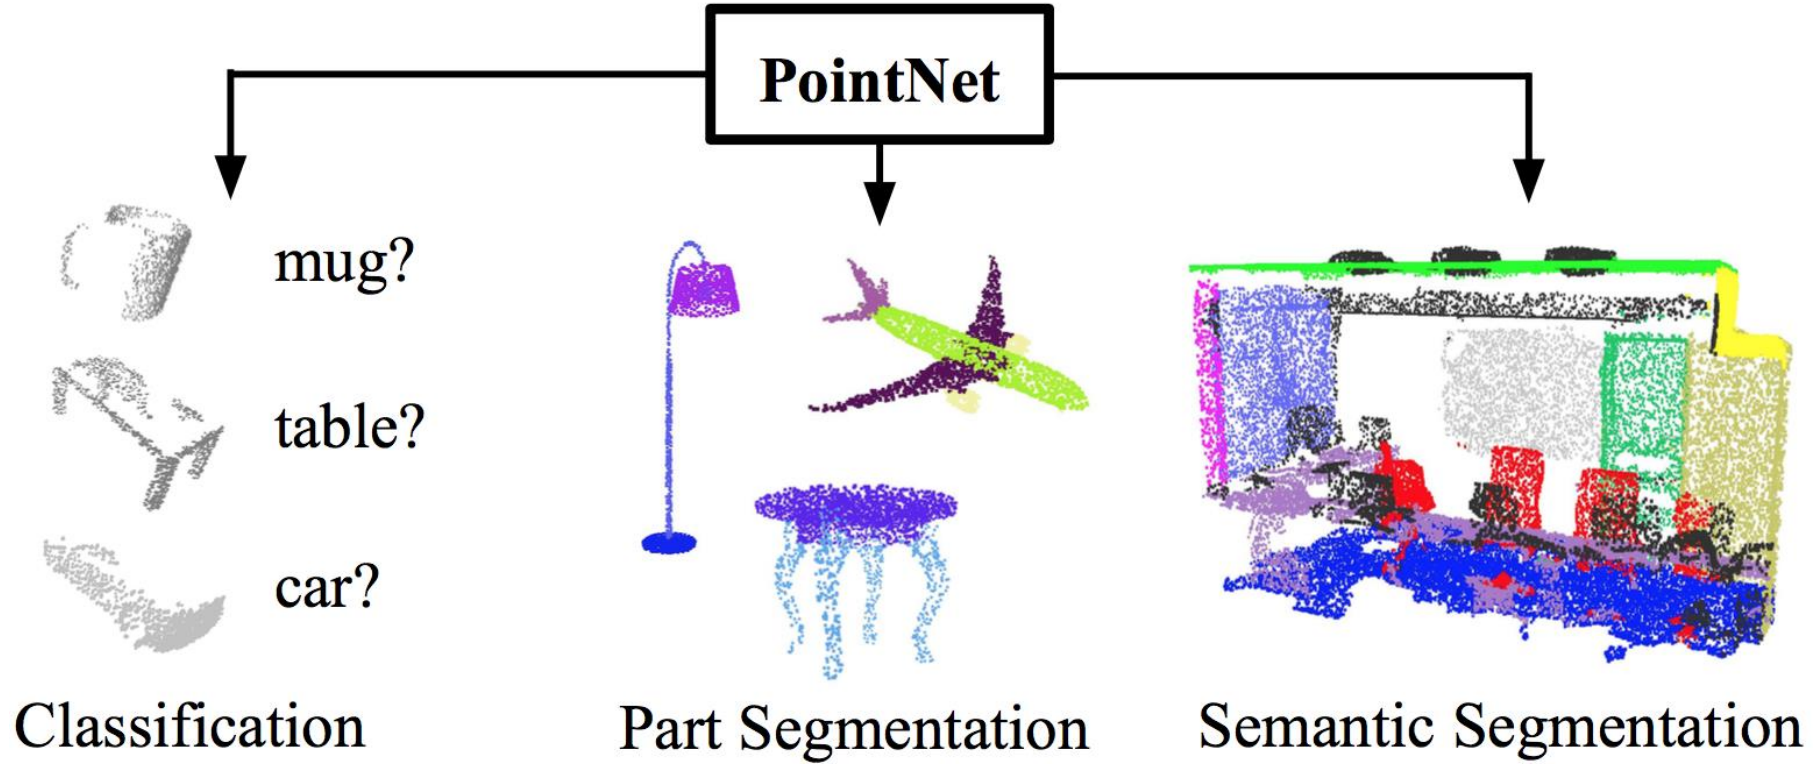 PointNet
mug?
table?
car?
Classification
Part Segmentation
Semantic Segmentation